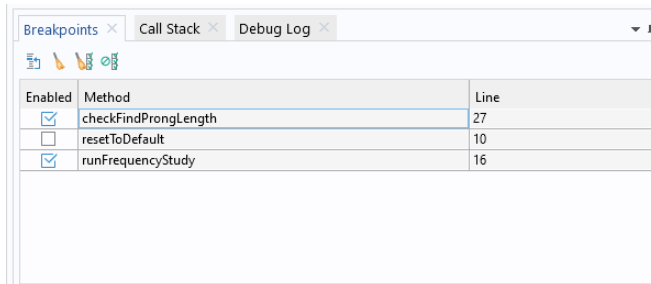 Breakpoints Call Stack Debug Log
Enabled Method Line
checkFindProngLength 27
resetToDefault 10
runFrequencyStudy 16